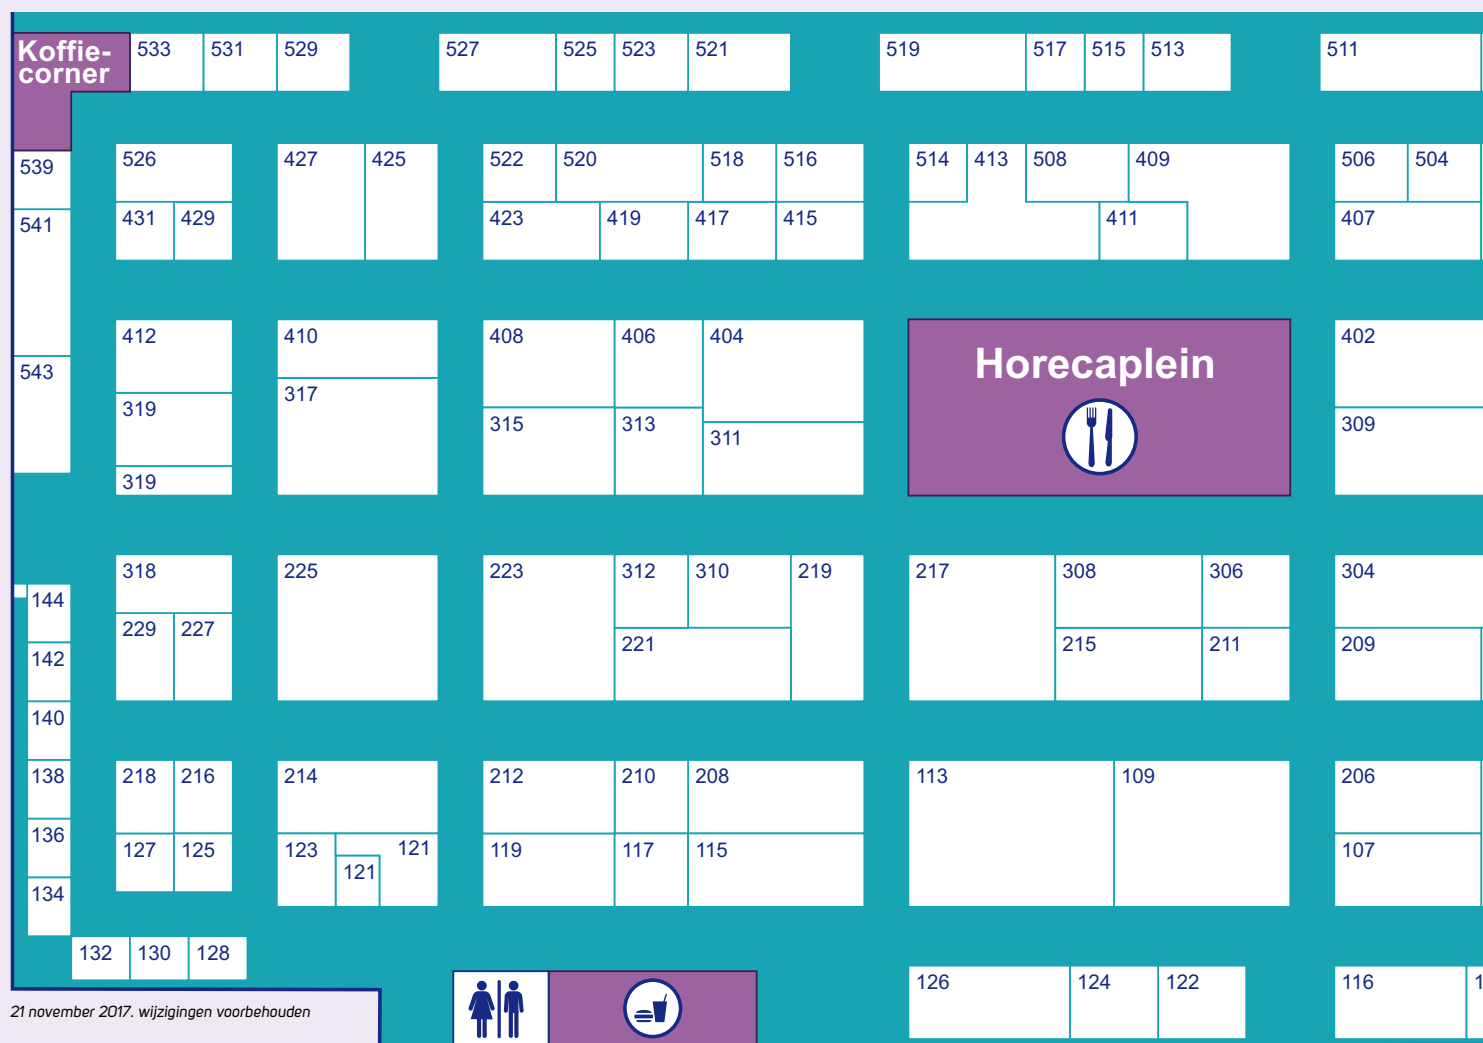 Koffie-
corner
533 531 529 527 525 523 521 519 517 515 513 511
539 526 427 425 522 520 518 516 514 413 508 409 506 504
541 431 429 423 419 417 415 411 407
412 410 408 406 404 Horecaplein 402
543 319 317 315 313 311 309
319
318 225 223 312 310 219 217 308 306 304
144 229 227 221 215 211 209
142
140
138 218 216 214 212 210 208 113 109 206
136 127 125 123 121 119 117 115 107
121
134
132 130 128 126 124 122 116
21 november 2017. wijzigingen voorbehouden